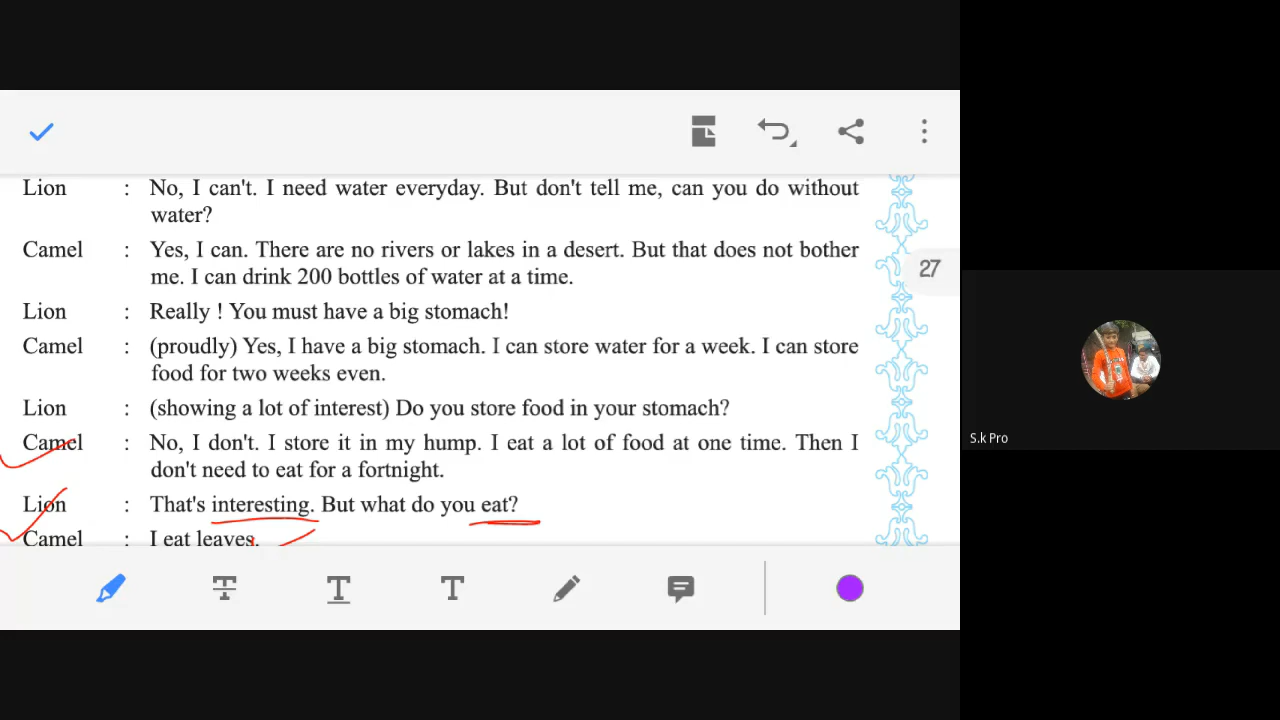 Lion : No, I can't. I need water everyday. But don't tell me, can you do without
water?
Camel : Yes, I can. There are no rivers or lakes in a desert. But that does not bother
me. I can drink 200 bottles of water at a time.
27
Lion : Really ! You must have a big stomach!
Camel : (proudly) Yes, I have a big stomach. I can store water for a week. I can store
food for two weeks even.
Lion : (showing a lot of interest) Do you store food in your stomach?
Camel : No, I don't. I store it in my hump. I eat a lot of food at one time. Then I
don't need to eat for a fortnight.
Lion : That's interesting. But what do you eat?
Camel : I eat leaves.
T T T
S.k Pro